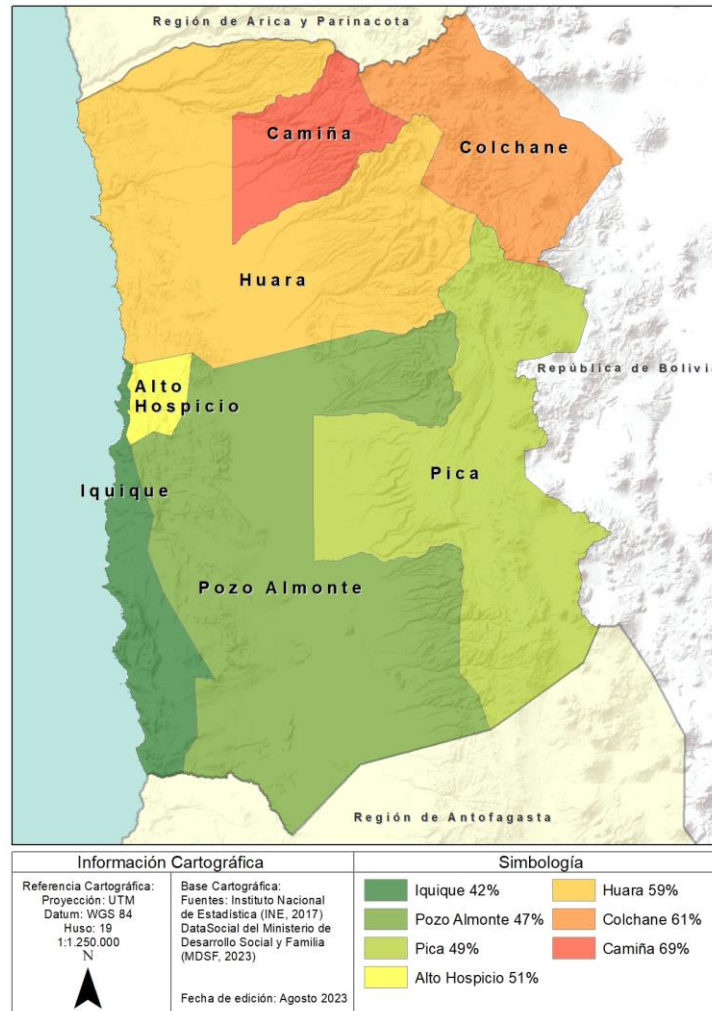 Región de Arica y Parinacota
Camiña
Colchane
Huara
Alto
Hospicio
República de Bolivia
Iquique
Pica
Pozo Almonte
Región de Antofagasta
Información Cartográfica
Referencia Cartográfica:
Proyección: UTM
Datum: WGS 84
Huso: 19
1:1.250.000
N
Base Cartográfica:
Fuentes: Instituto Nacional
de Estadística (INE, 2017)
DataSocial del Ministerio de
Desarrollo Social y Familia
(MDSF, 2023)
Fecha de edición: Agosto 2023
Simbología
Iquique 42%
Pozo Almonte 47%
Pica 49%
Alto Hospicio 51%
Huara 59%
Colchane 61%
Camiña 69%